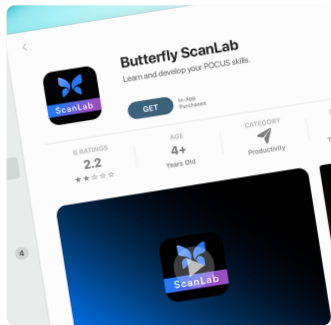 Butterfly ScanLab
Learn and develop your POCUS skills.
ScanLab
GET
In-App
Purchases
6 RATINGS
2.2
AGE
4+
Years Old
CATEGORY
Productivity
4
ScanLab